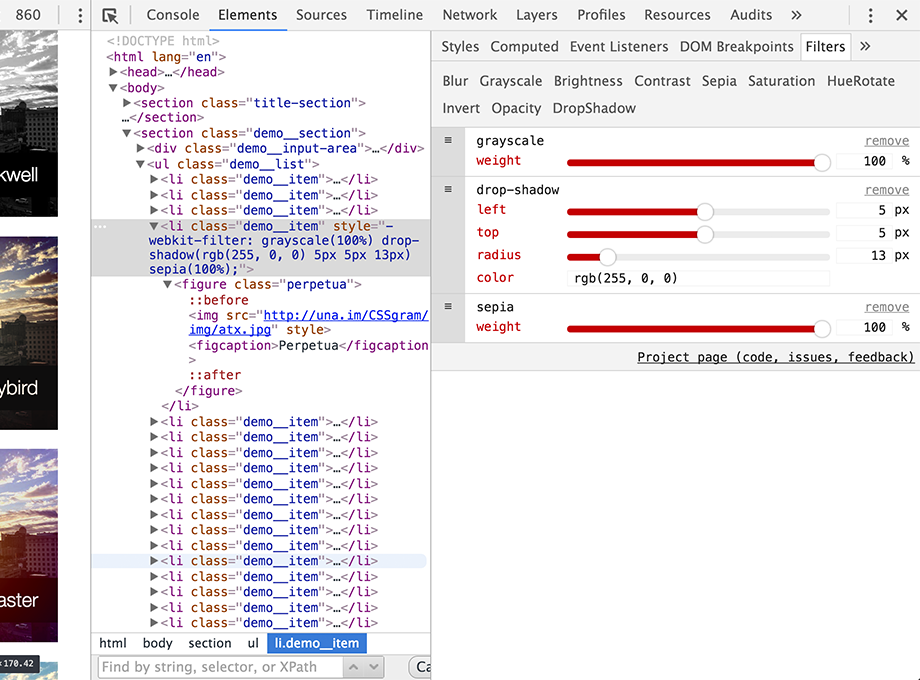 860
kwell
ybird
aster
×170.42
Console Elements Sources Timeline Network Layers Profiles Resources Audits »
<!DOCTYPE html>
<html lang="en">
▶<head>…</head>
▼<body>
▶<section class="title-section">
…</section>
▼<section class="demo__section">
▶<div class="demo__input-area">…</div>
▼<ul class="demo__list">
▶<li class="demo__item">…</li>
▶<li class="demo__item">…</li>
▶<li class="demo__item">…</li>
▼<li class="demo__item" style="-
webkit-filter: grayscale(100%) drop-
shadow(rgb(255, 0, 0) 5px 5px 13px)
sepia(100%);">
▼<figure class="perpetua">
::before
<img src="http://una.im/CSSgram/
img/atx.jpg" style>
<figcaption>Perpetua</figcaption
>
::after
</figure>
</li>
▶<li class="demo__item">…</li>
▶<li class="demo__item">…</li>
▶<li class="demo__item">…</li>
▶<li class="demo__item">…</li>
▶<li class="demo__item">…</li>
▶<li class="demo__item">…</li>
▶<li class="demo__item">…</li>
▶<li class="demo__item">…</li>
▶<li class="demo__item">…</li>
▶<li class="demo__item">…</li>
▶<li class="demo__item">…</li>
▶<li class="demo__item">…</li>
▶<li class="demo__item">…</li>
▶<li class="demo__item">…</li>
html body section ul li.demo__item
Find by string, selector, or XPath Ca
Styles Computed Event Listeners DOM Breakpoints Filters »
Blur Grayscale Brightness Contrast Sepia Saturation HueRotate
Invert Opacity DropShadow
grayscale remove
weight 100 %
drop-shadow remove
left 5 px
top 5 px
radius 13 px
color rgb(255, 0, 0)
sepia remove
weight 100 %
Project page (code, issues, feedback)